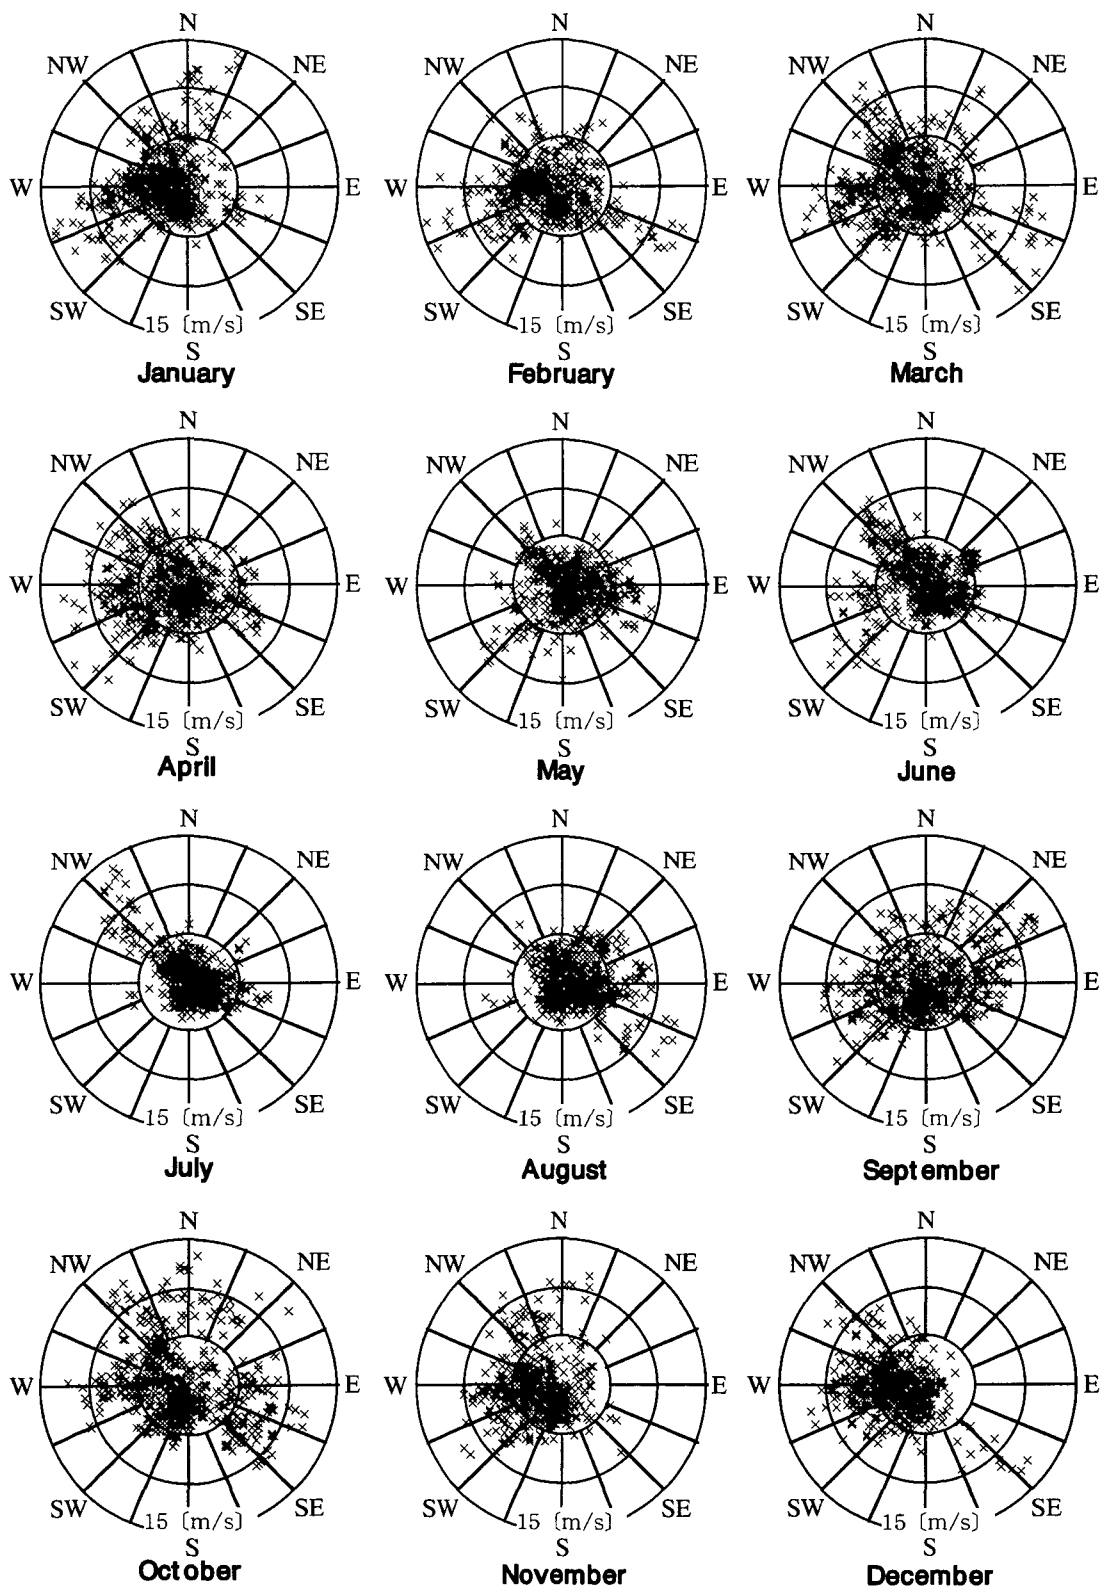 N N N
NW NE NW NE NW NE
W E W E W E
SW SE SW SE SW SE
15 [m/s] 15 [m/s] 15 [m/s]
S S S
January February March
N N N
NW NE NW NE NW NE
W E W E W E
SW SE SW SE SW SE
15 [m/s] 15 [m/s] 15 [m/s]
S S S
April May June
N N N
NW NE NW NE NW NE
W E W E W E
SW SE SW SE SW SE
15 [m/s] 15 [m/s] 15 [m/s]
S S S
July August September
N N N
NW NE NW NE NW NE
W E W E W E
SW SE SW SE SW SE
15 [m/s] 15 [m/s] 15 [m/s]
S S S
October November December